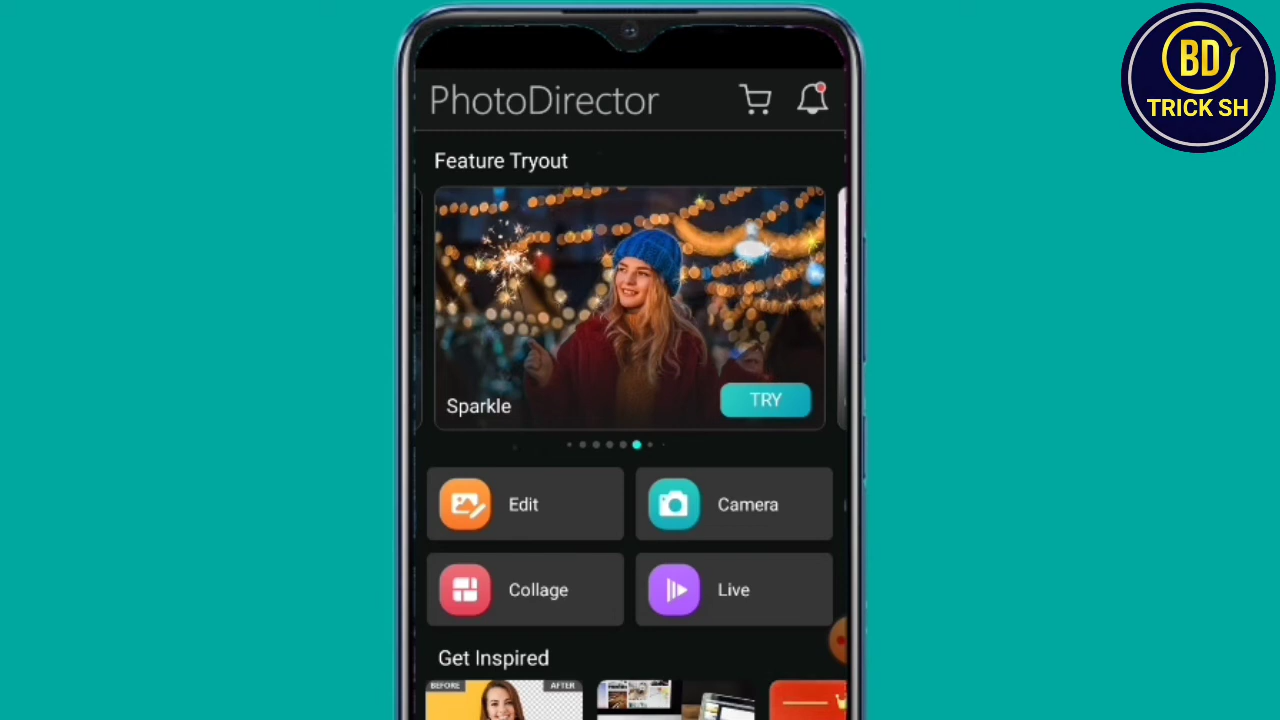 BD
TRICK SH
PhotoDirector
Feature Tryout
Sparkle
TRY
Edit
Camera
Collage
Live
Get Inspired
BEFORE
AFTER